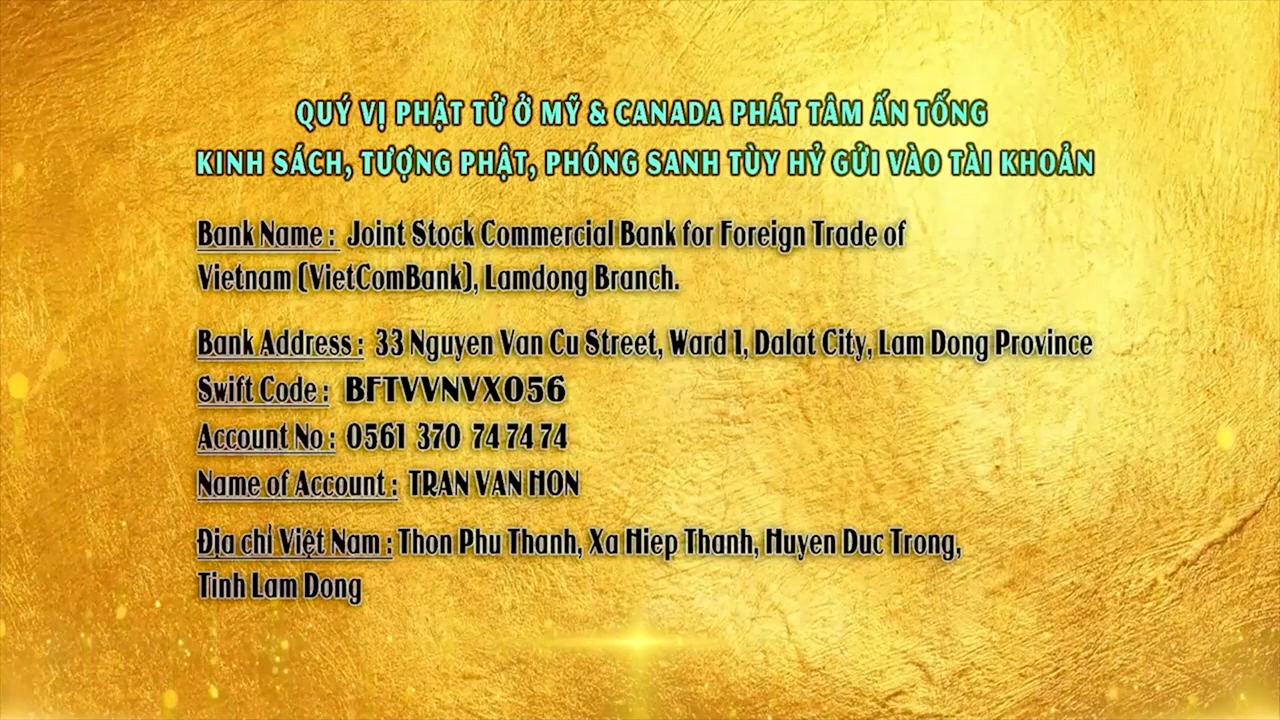 QUÝ VỊ PHẬT TỬ Ở MỸ & CANADA PHÁT TÂM ẤN TỐNG
KINH SÁCH, TƯỢNG PHẬT, PHÓNG SANH TÙY HỶ GỬI VÀO TÀI KHOẢN
Bank Name : Joint Stock Commercial Bank for Foreign Trade of
Vietnam (VietComBank), Lamdong Branch.
Bank Address : 33 Nguyen Van Cu Street, Ward 1, Dalat City, Lam Dong Province
Swift Code : BFTVVNVX056
Account No : 0561 370 74 74 74
Name of Account : TRAN VAN HON
Địa chỉ Việt Nam : Thon Phu Thanh, Xa Hiep Thanh, Huyen Duc Trong,
Tinh Lam Dong